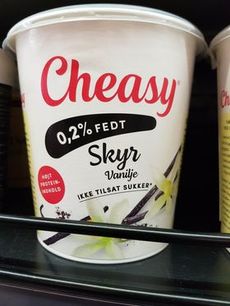 Cheasy®
0,2% FEDT
Skyr
Vanilje
IKKE TILSAT SUKKER*
HØJT
PROTEIN-
INDHOLD